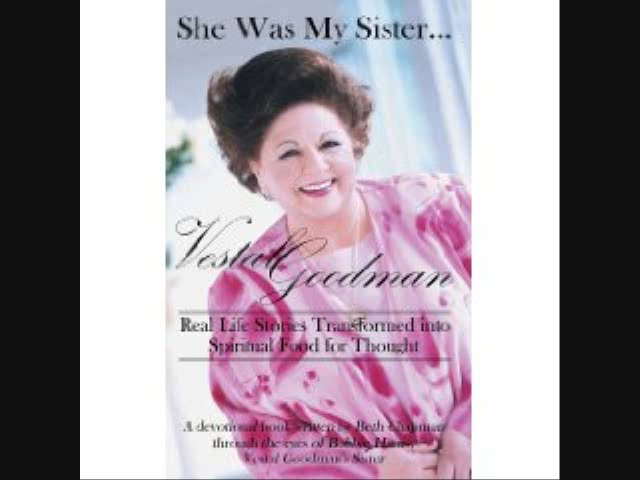 She Was My Sister...
Vestal Goodman
Real Life Stories Transformed into
Spiritual Food for Thought
A devotional book written by Beth
through the eyes of
Vestal Goodman's Sister